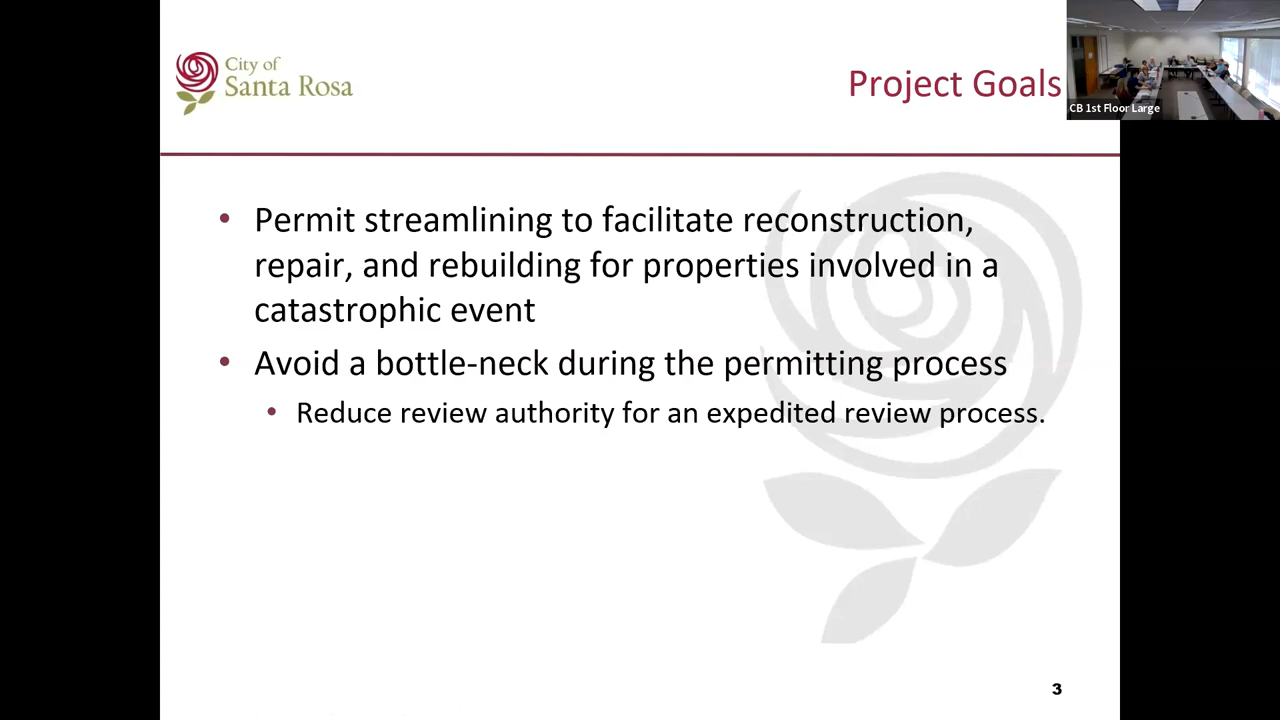 City of
Santa Rosa
Project Goals
CB 1st Floor Large
• Permit streamlining to facilitate reconstruction,
repair, and rebuilding for properties involved in a
catastrophic event
• Avoid a bottle-neck during the permitting process
• Reduce review authority for an expedited review process.
3